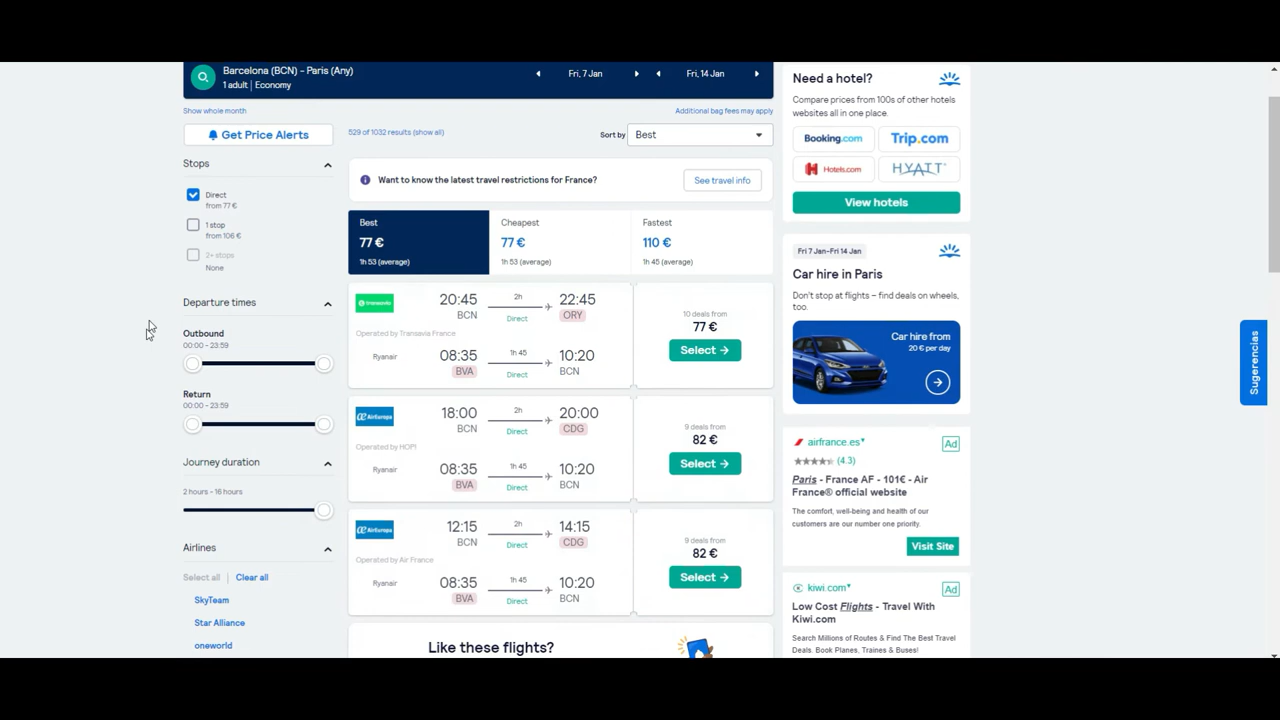 Barcelona (BCN) - Paris (Any)
1 adult | Economy
Fri, 7 Jan
Fri, 14 Jan
Show whole month
Additional bag fees may apply
Get Price Alerts
529 of 1032 results (show all)
Sort by
Best
Stops
Direct
from 77 €
1 stop
from 106 €
2+ stops
None
Departure times
Outbound
00:00 - 23:59
Return
00:00 - 23:59
Journey duration
2 hours - 16 hours
Airlines
Select all | Clear all
SkyTeam
Star Alliance
oneworld
Want to know the latest travel restrictions for France?
See travel info
Best
77 €
1h 53 (average)
Cheapest
77 €
1h 53 (average)
Fastest
110 €
1h 45 (average)
transavia
20:45
BCN
2h
Direct
22:45
ORY
Operated by Transavia France
Ryanair
08:35
BVA
1h 45
Direct
10:20
BCN
10 deals from
77 €
Select →
AirEuropa
18:00
BCN
2h
Direct
20:00
CDG
Operated by HOP!
Ryanair
08:35
BVA
1h 45
Direct
10:20
BCN
9 deals from
82 €
Select →
AirEuropa
12:15
BCN
2h
Direct
14:15
CDG
Operated by Air France
Ryanair
08:35
BVA
1h 45
Direct
10:20
BCN
9 deals from
82 €
Select →
Like these flights?
Need a hotel?
Compare prices from 100s of other hotels
websites all in one place.
Booking.com
Trip.com
Hotels.com
HYATT
View hotels
Fri 7 Jan-Fri 14 Jan
Car hire in Paris
Don't stop at flights – find deals on wheels,
too.
Car hire from
20 € per day
airfrance.es
Ad
(4.3)
Paris - France AF - 101€ - Air
France® official website
The comfort, well-being and health of our
customers are our number one priority.
Visit Site
kiwi.com
Ad
Low Cost Flights - Travel With
Kiwi.com
Search Millions of Routes & Find The Best Travel
Deals. Book Planes, Traines & Buses!
Sugerencias